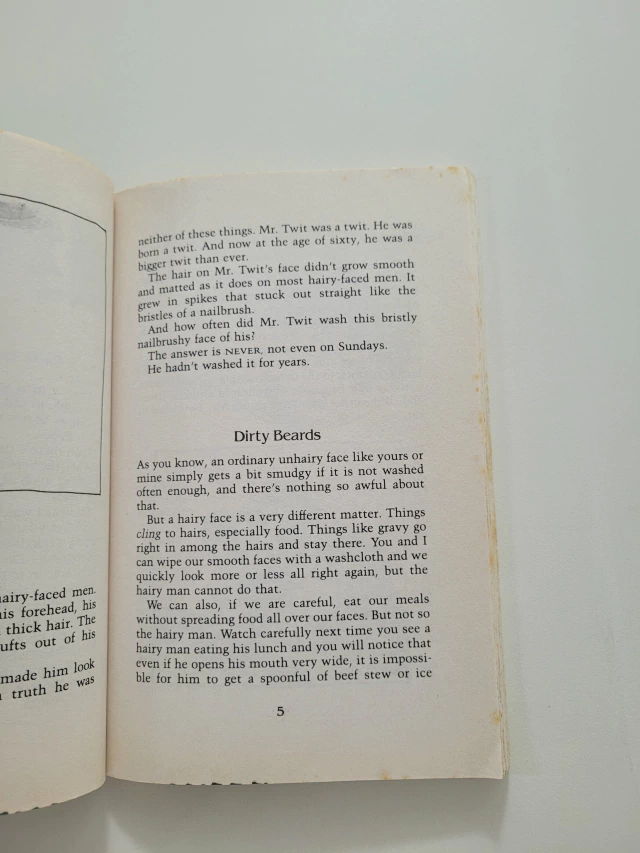 hairy-faced men.
his forehead, his
thick hair. The
ufts out of his
made him look
truth he was
neither of these things. Mr. Twit was a twit. He was
born a twit. And now at the age of sixty, he was a
bigger twit than ever.
The hair on Mr. Twit's face didn't grow smooth
and matted as it does on most hairy-faced men. It
grew in spikes that stuck out straight like the
bristles of a nailbrush.
And how often did Mr. Twit wash this bristly
nailbrushy face of his?
The answer is NEVER, not even on Sundays.
He hadn't washed it for years.
Dirty Beards
As you know, an ordinary unhairy face like yours or
mine simply gets a bit smudgy if it is not washed
often enough, and there's nothing so awful about
that.
But a hairy face is a very different matter. Things
cling to hairs, especially food. Things like gravy go
right in among the hairs and stay there. You and I
can wipe our smooth faces with a washcloth and we
quickly look more or less all right again, but the
hairy man cannot do that.
We can also, if we are careful, eat our meals
without spreading food all over our faces. But not so
the hairy man. Watch carefully next time you see a
hairy man eating his lunch and you will notice that
even if he opens his mouth very wide, it is impossi-
ble for him to get a spoonful of beef stew or ice
5